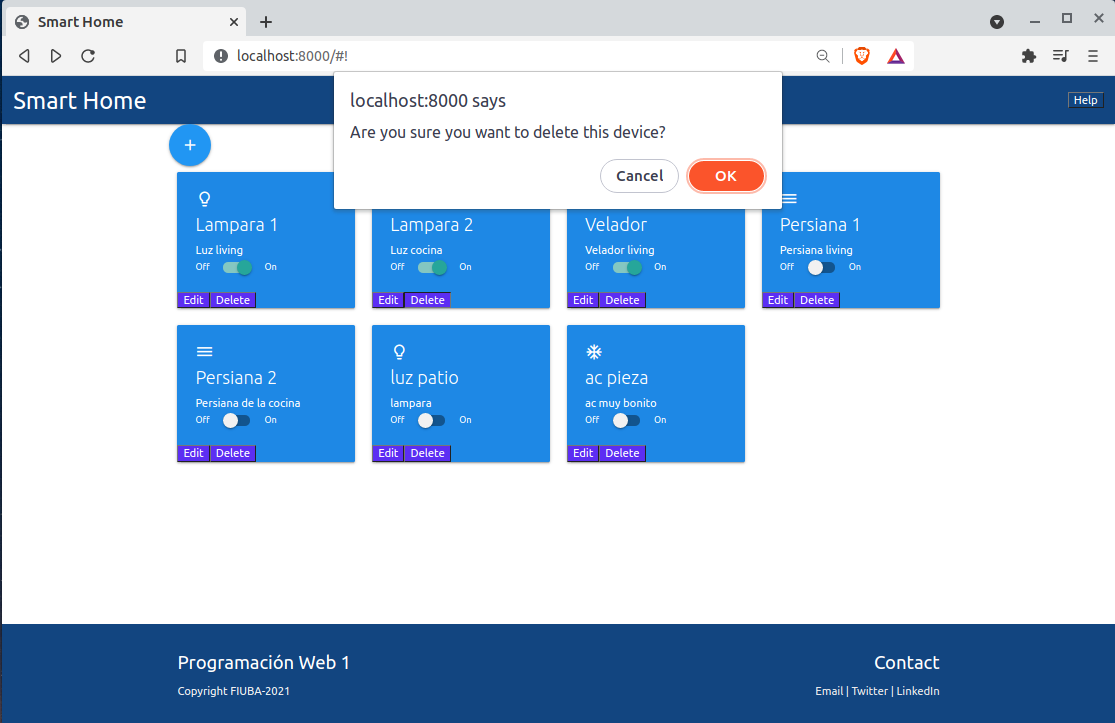 Smart Home
localhost:8000/#!
Smart Home
Help
localhost:8000 says
Are you sure you want to delete this device?
Cancel OK
+
Lampara 1
Luz living
Off On
Edit Delete
Lampara 2
Luz cocina
Off On
Edit Delete
Velador
Velador living
Off On
Edit Delete
Persiana 1
Persiana living
Off On
Edit Delete
Persiana 2
Persiana de la cocina
Off On
Edit Delete
luz patio
lampara
Off On
Edit Delete
ac pieza
ac muy bonito
Off On
Edit Delete
Programación Web 1
Copyright FIUBA-2021
Contact
Email | Twitter | LinkedIn